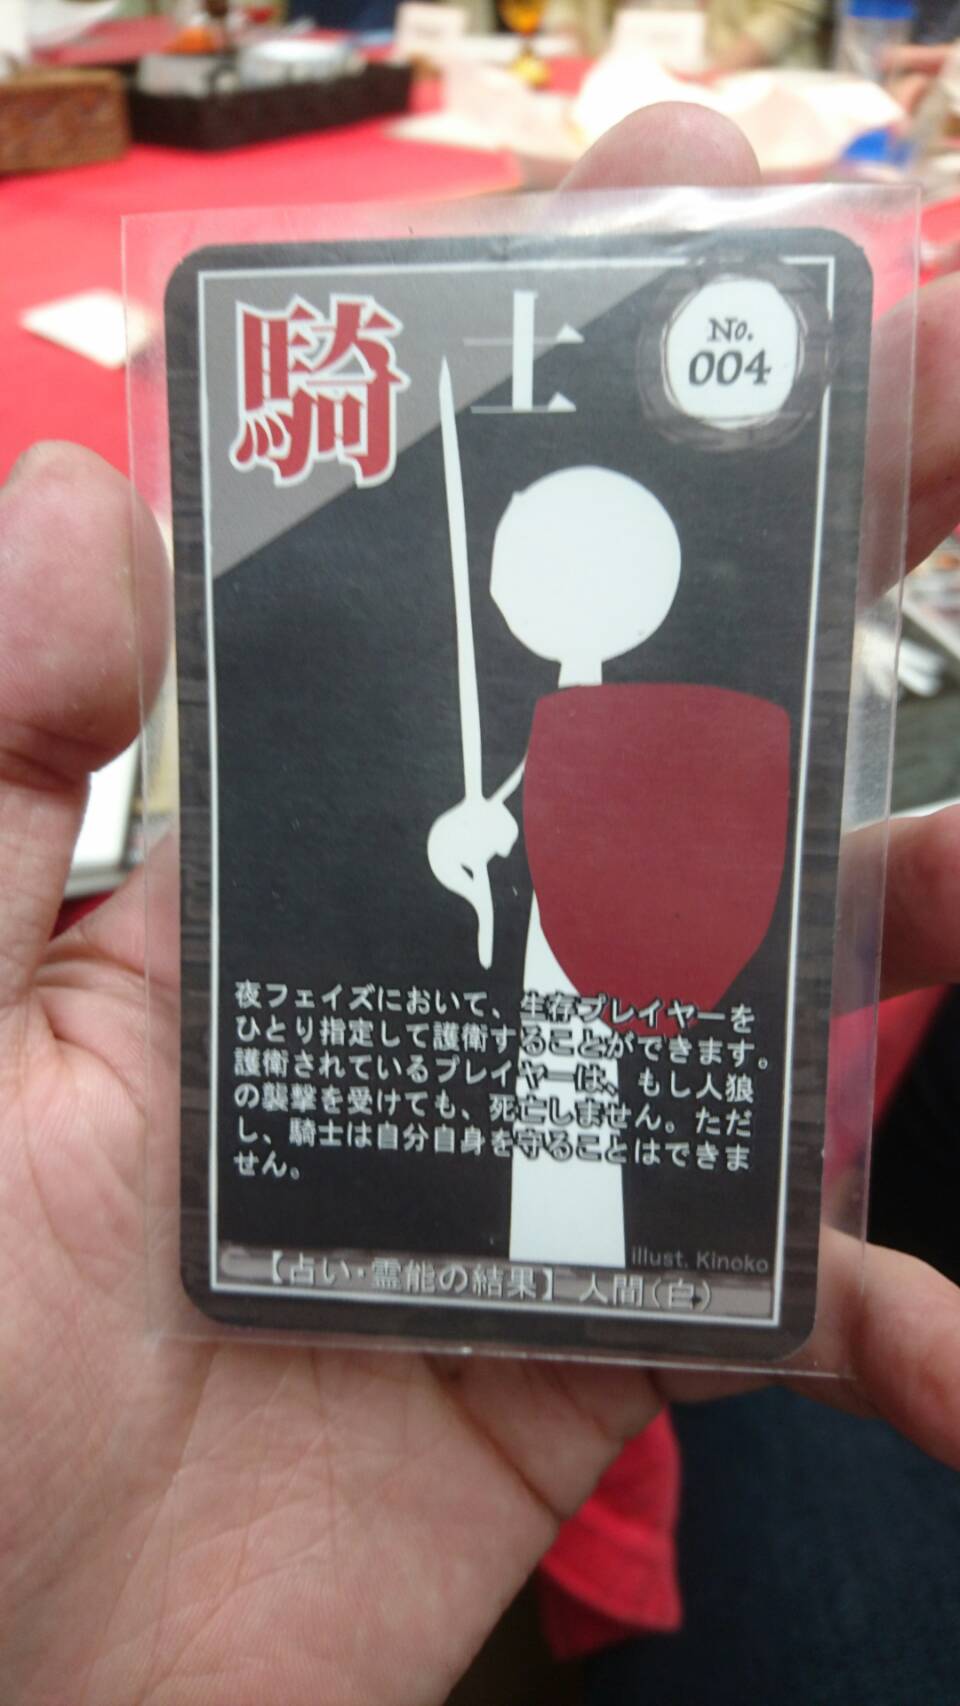 騎士
No.
004
夜フェイズにおいて、生存プレイヤーを
ひとり指定して護衛することができます。
護衛されているプレイヤーは、もし人狼
の襲撃を受けても、死亡しません。ただ
し、騎士は自分自身を守ることはできま
せん。
illust. Kinoko
【占い・霊能の結果】 人間(白)